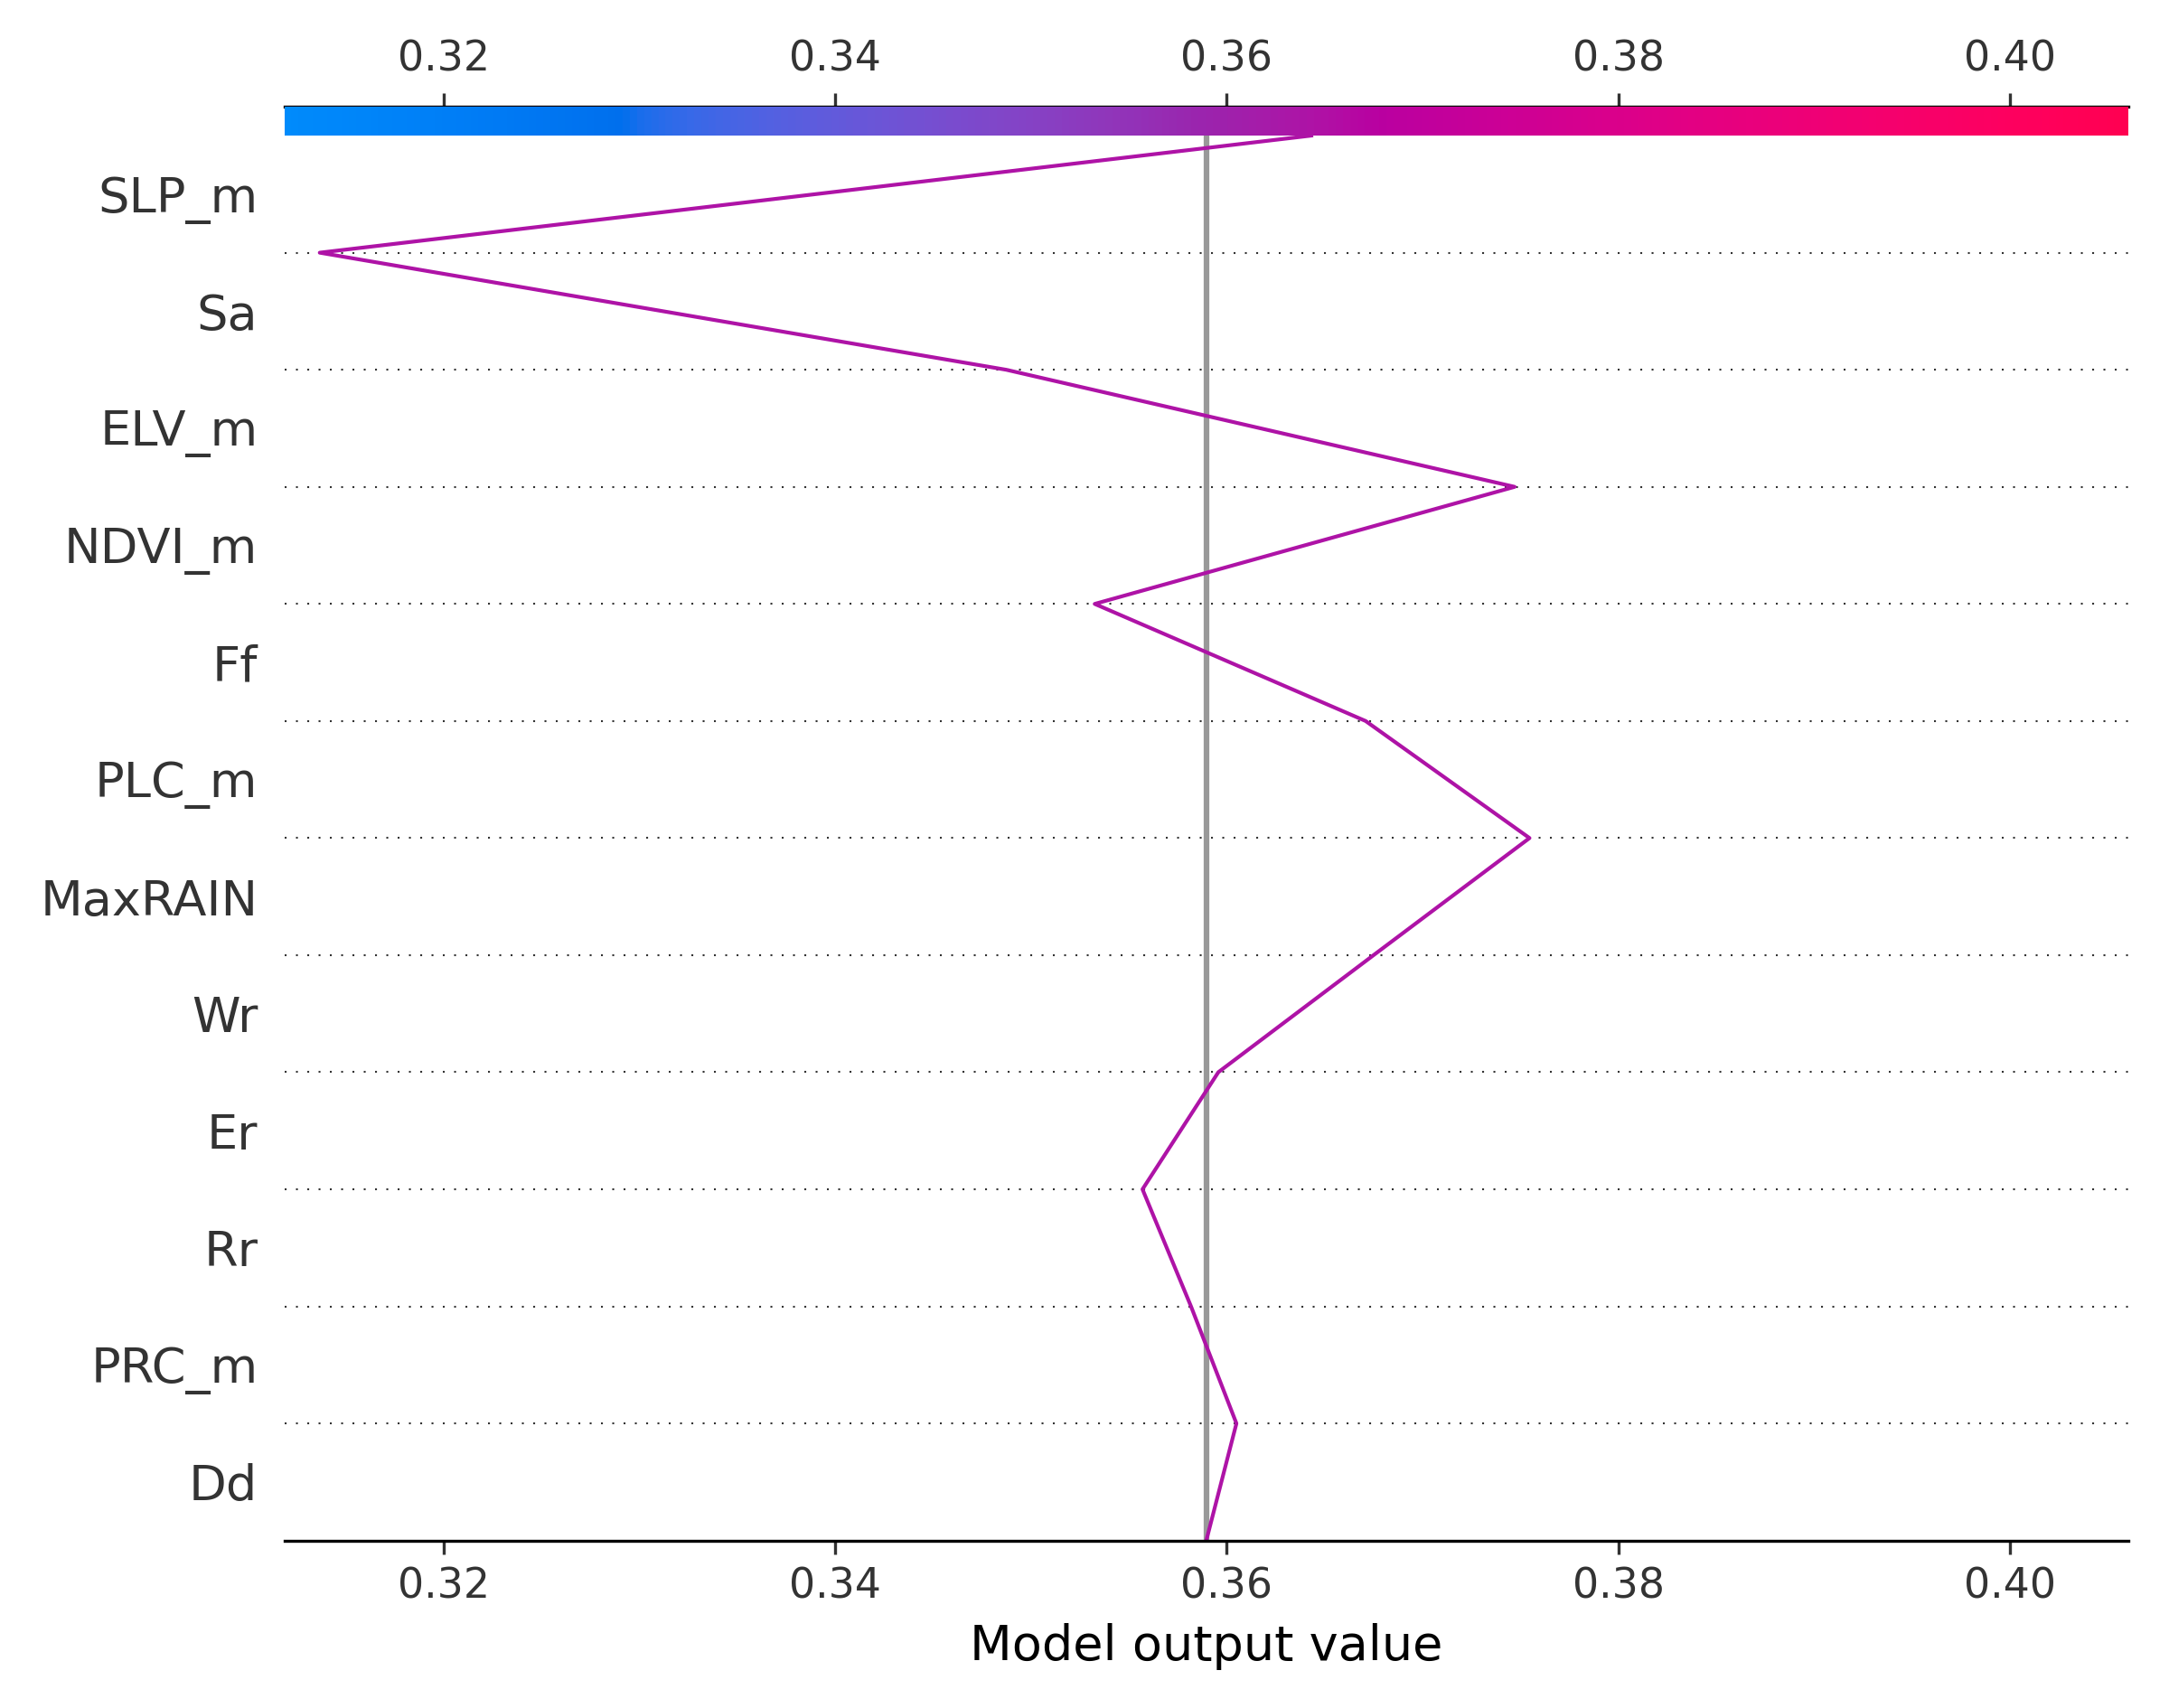 0.32 0.34 0.36 0.38 0.40
SLP_m
Sa
ELV_m
NDVI_m
Ff
PLC_m
MaxRAIN
Wr
Er
Rr
PRC_m
Dd
0.32 0.34 0.36 0.38 0.40
Model output value